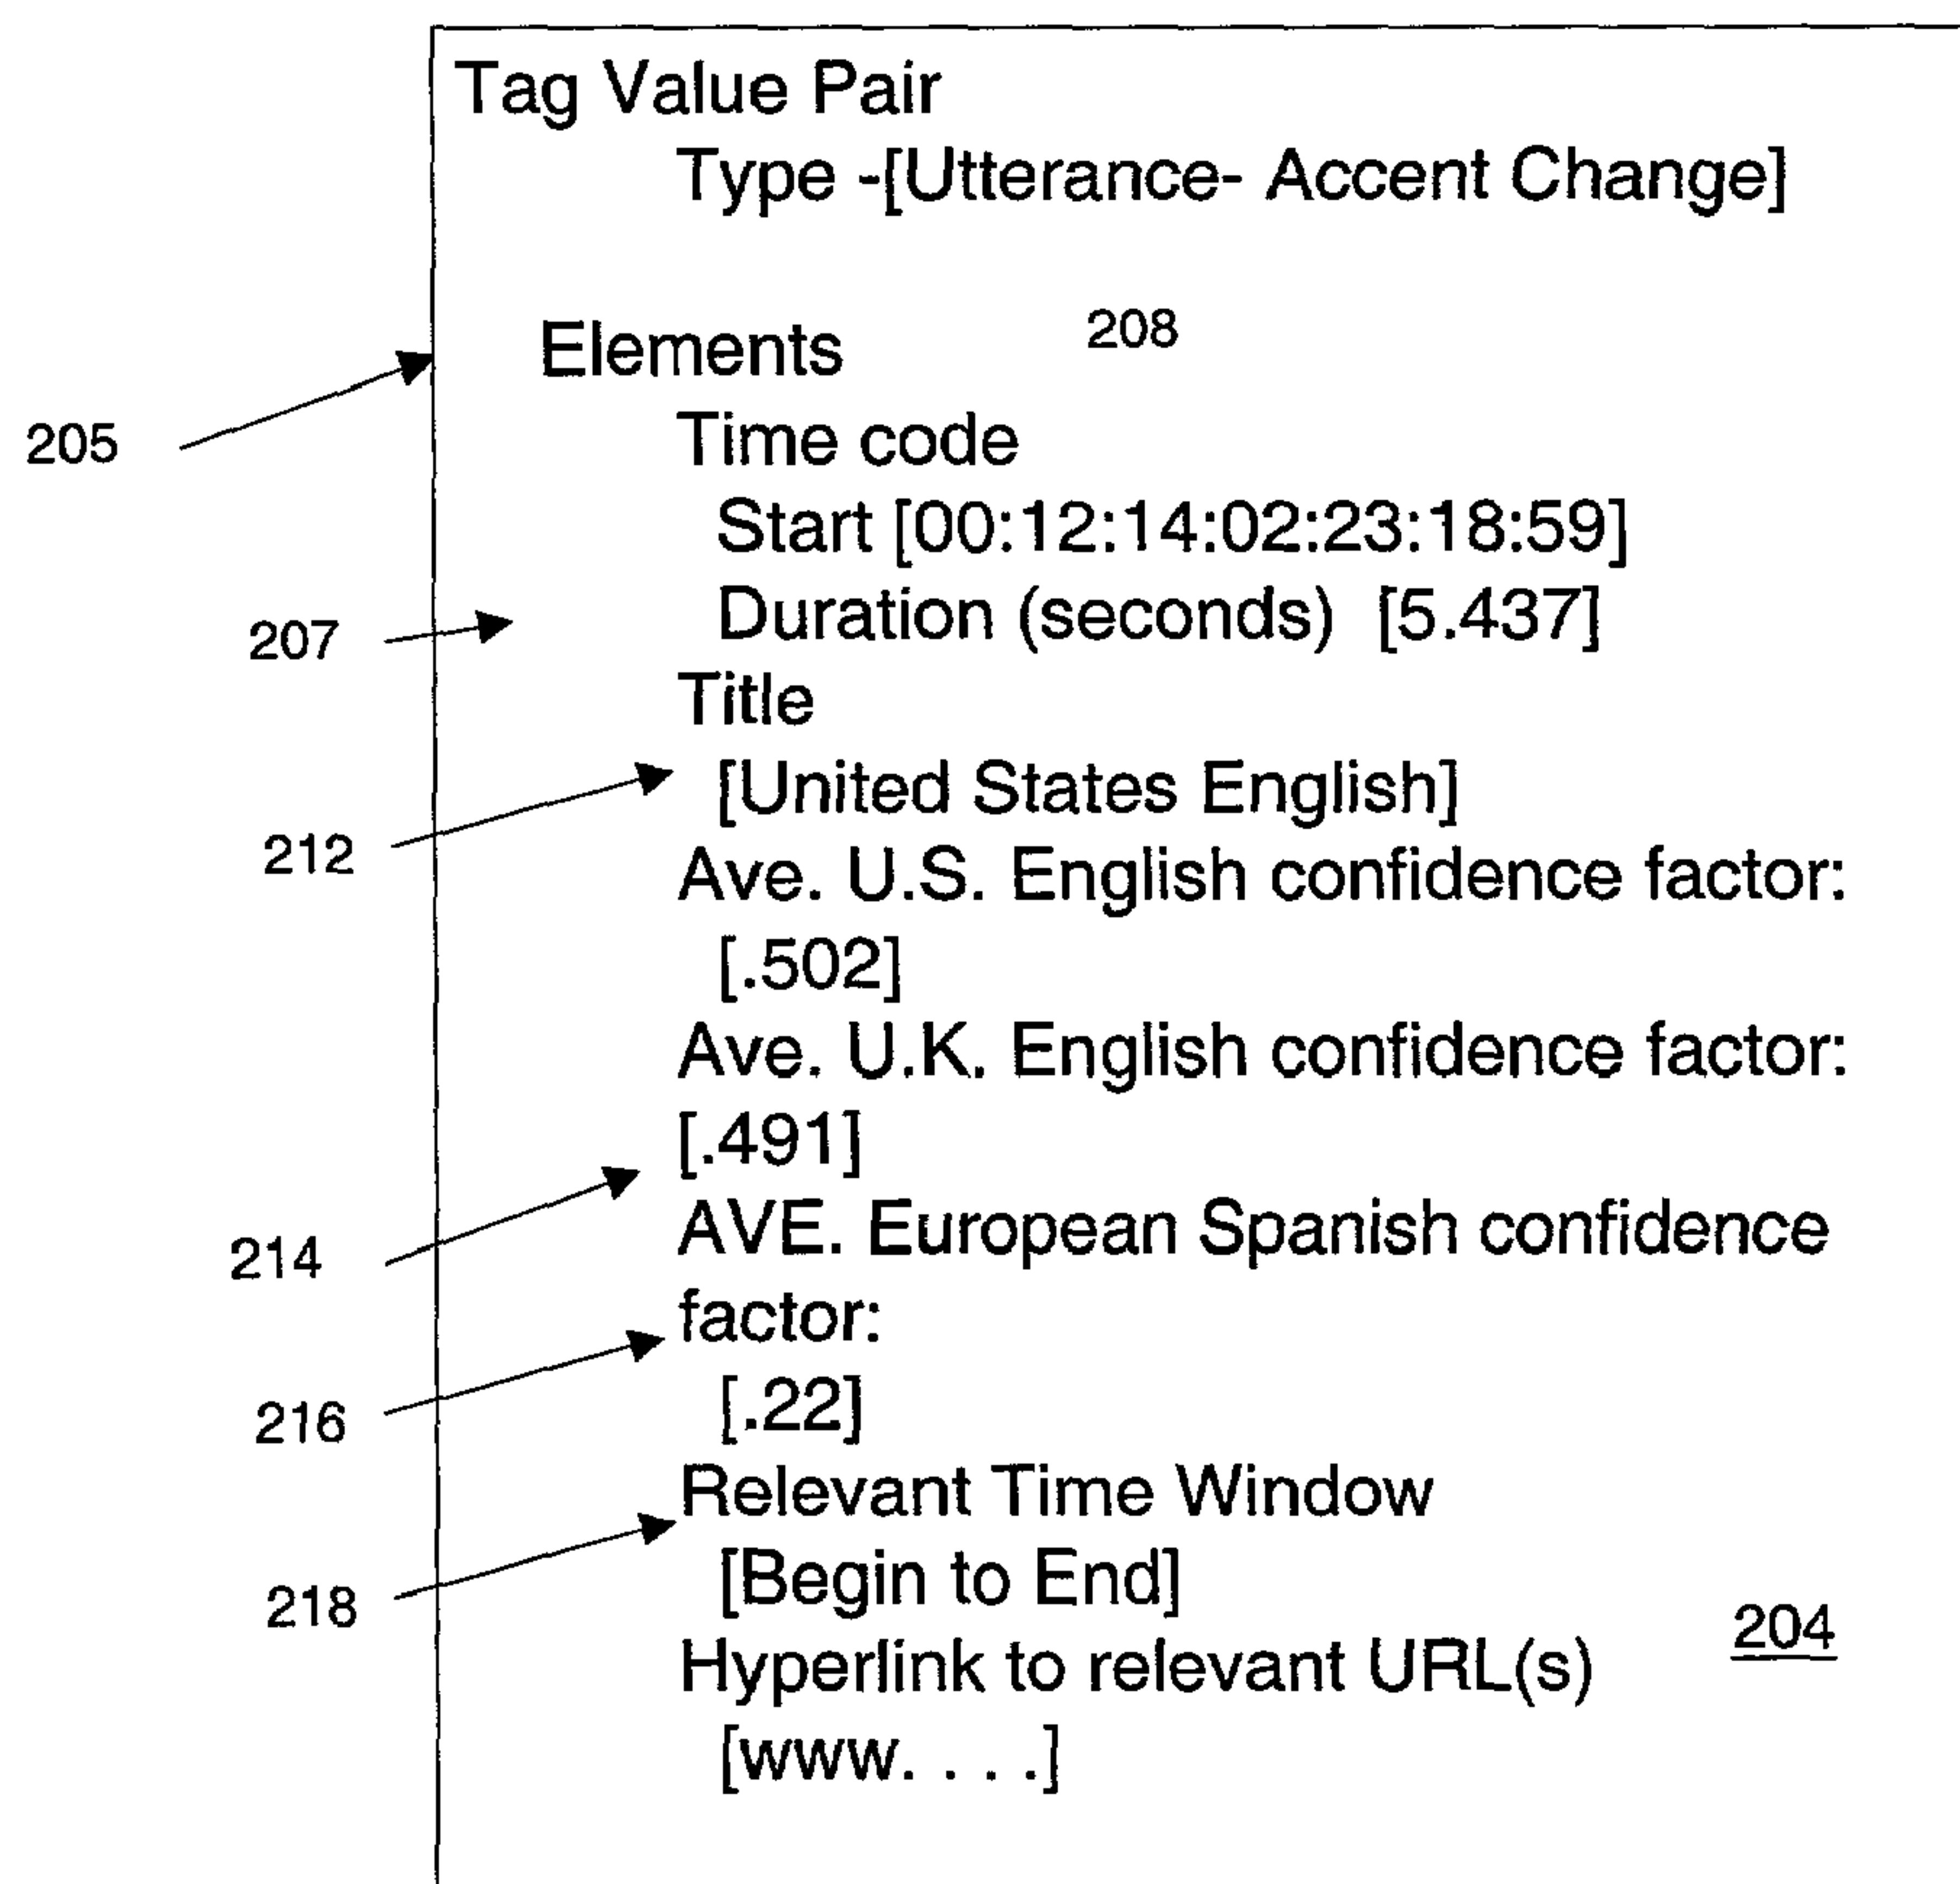 Tag Value Pair
Type -[Utterance- Accent Change]
208
Elements
205
Time code
Start [00:12:14:02:23:18:59]
Duration (seconds) [5.437]
207
Title
[United States English]
212
Ave. U.S. English confidence factor:
[.502]
Ave. U.K. English confidence factor:
[.491]
214
AVE. European Spanish confidence
factor:
216
[.22]
Relevant Time Window
218
[Begin to End]
204
Hyperlink to relevant URL(s)
[www. . . .]